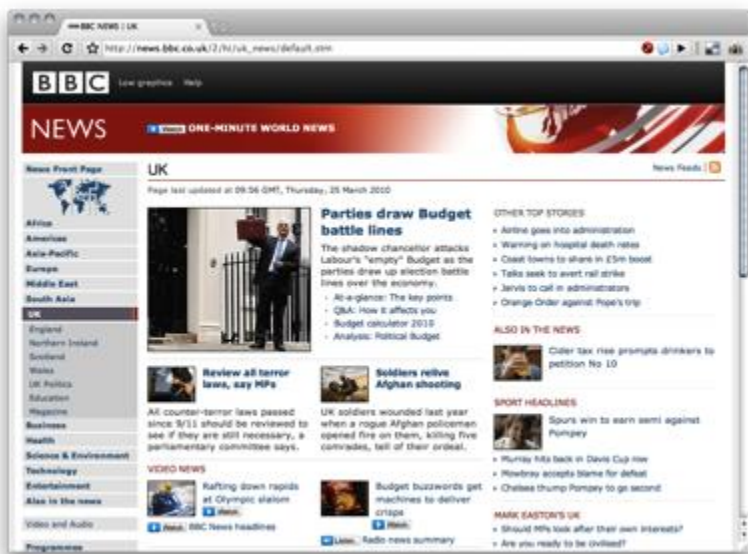 BBC NEWS | UK
http://news.bbc.co.uk/2/hi/uk_news/default.stm
BBC
Low graphics Help
NEWS
Watch ONE-MINUTE WORLD NEWS
News Front Page
Africa
Americas
Asia-Pacific
Europe
Middle East
South Asia
UK
England
Northern Ireland
Scotland
Wales
UK Politics
Education
Magazine
Business
Health
Science & Environment
Technology
Entertainment
Also in the news
Video and Audio
Programmes
UK
News Feeds
Page last updated at 09:56 GMT, Thursday, 25 March 2010
Parties draw Budget
battle lines
The shadow chancellor attacks
Labour's "empty" Budget as the
parties draw up election battle
lines over the economy.
At-a-glance: The key points
Q&A: How it affects you
Budget calculator 2010
Analysis: Political Budget
Review all terror
laws, say MPs
All counter-terror laws passed
since 9/11 should be reviewed to
see if they are still necessary, a
parliamentary committee says.
Soldiers relive
Afghan shooting
UK soldiers wounded last year
when a rogue Afghan policeman
opened fire on them, killing five
comrades, tell of their ordeal.
VIDEO NEWS
Rafting down rapids
at Olympic slalom
Watch
Watch BBC News headlines
Budget buzzwords get
machines to deliver
crisps
Watch
Listen Radio news summary
OTHER TOP STORIES
Airline goes into administration
Warning on hospital death rates
Coast towns to share in £5m boost
Talks seek to avert rail strike
Jarvis to call in administrators
Orange Order against Pope's trip
ALSO IN THE NEWS
Cider tax rise prompts drinkers to
petition No 10
SPORT HEADLINES
Spurs win to earn semi against
Pompey
Murray hits back in Davis Cup row
Mowbray accepts blame for defeat
Chelsea thump Pompey to go second
MARK EASTON'S UK
Should MPs look after their own interests?
Are you ready to be civilised?